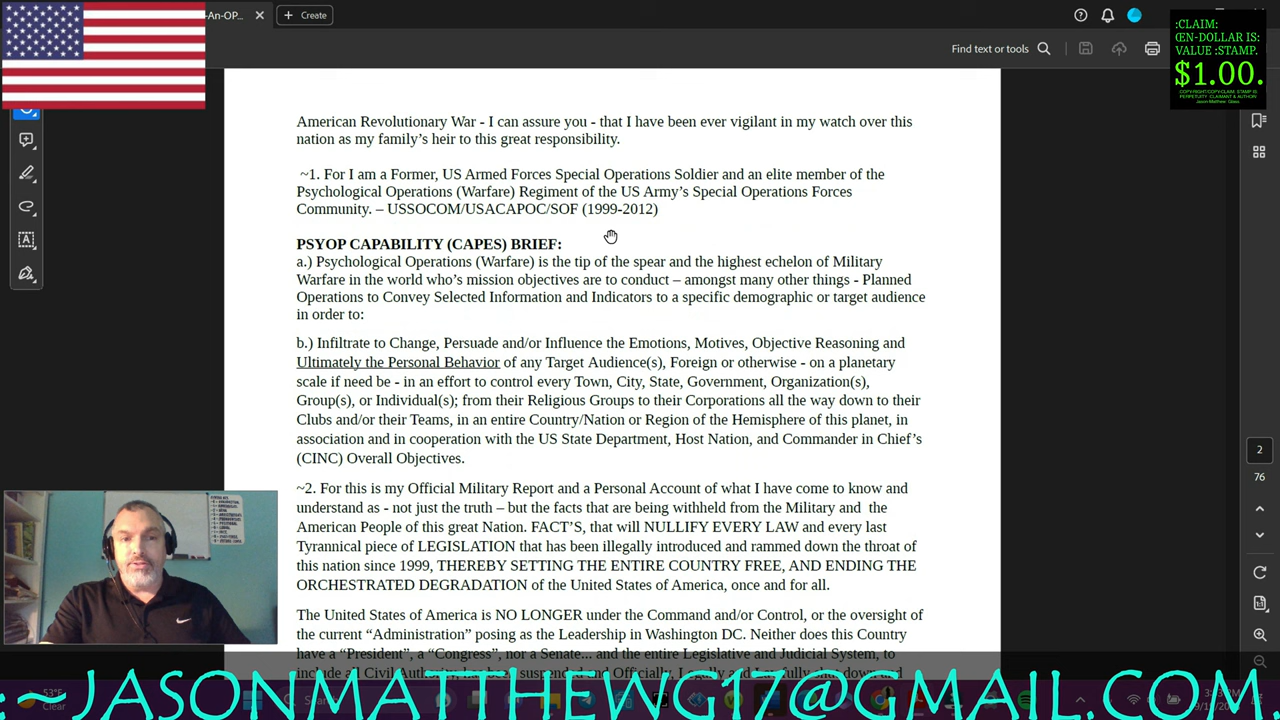 -An-OP...
Create
Find text or tools
:CLAIM:
ŒN-DOLLAR IS:
VALUE :STAMP.
$1.00.
American Revolutionary War - I can assure you - that I have been ever vigilant in my watch over this
nation as my family's heir to this great responsibility.
~1. For I am a Former, US Armed Forces Special Operations Soldier and an elite member of the
Psychological Operations (Warfare) Regiment of the US Army's Special Operations Forces
Community. – USSOCOM/USACAPOC/SOF (1999-2012)
PSYOP CAPABILITY (CAPES) BRIEF:
a.) Psychological Operations (Warfare) is the tip of the spear and the highest echelon of Military
Warfare in the world who's mission objectives are to conduct – amongst many other things - Planned
Operations to Convey Selected Information and Indicators to a specific demographic or target audience
in order to:
b.) Infiltrate to Change, Persuade and/or Influence the Emotions, Motives, Objective Reasoning and
Ultimately the Personal Behavior of any Target Audience(s), Foreign or otherwise - on a planetary
scale if need be - in an effort to control every Town, City, State, Government, Organization(s),
Group(s), or Individual(s); from their Religious Groups to their Corporations all the way down to their
Clubs and/or their Teams, in an entire Country/Nation or Region of the Hemisphere of this planet, in
association and in cooperation with the US State Department, Host Nation, and Commander in Chief's
(CINC) Overall Objectives.
~2. For this is my Official Military Report and a Personal Account of what I have come to know and
understand as - not just the truth – but the facts that are being withheld from the Military and the
American People of this great Nation. FACT'S, that will NULLIFY EVERY LAW and every last
Tyrannical piece of LEGISLATION that has been illegally introduced and rammed down the throat of
this nation since 1999, THEREBY SETTING THE ENTIRE COUNTRY FREE, AND ENDING THE
ORCHESTRATED DEGRADATION of the United States of America, once and for all.
The United States of America is NO LONGER under the Command and/or Control, or the oversight of
the current “Administration” posing as the Leadership in Washington DC. Neither does this Country
have a “President”, a “Congress”, nor a Senate... and the entire Legislative and Judicial System, to
include all Civil Authority, has been suspended and Officially, Legally and Lawfully shut down and
2
76
53°F
Clear
:~JASONMATTHEWG17@GMAIL.COM.